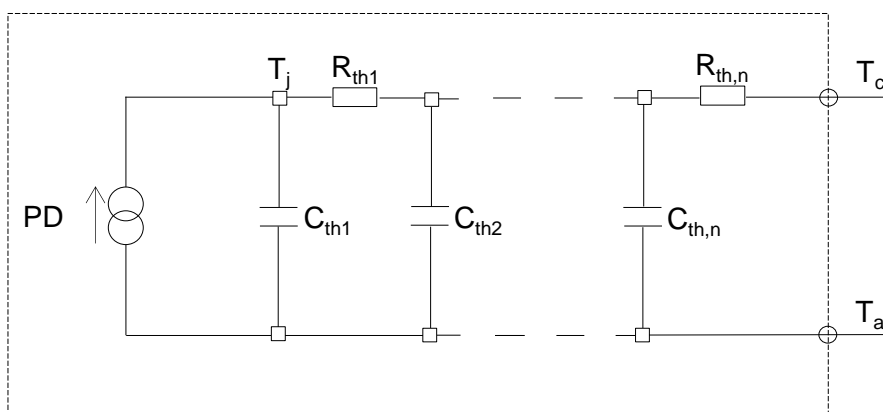 T_j
R_th1
R_th,n
T_c
PD
C_th1
C_th2
C_th,n
T_a